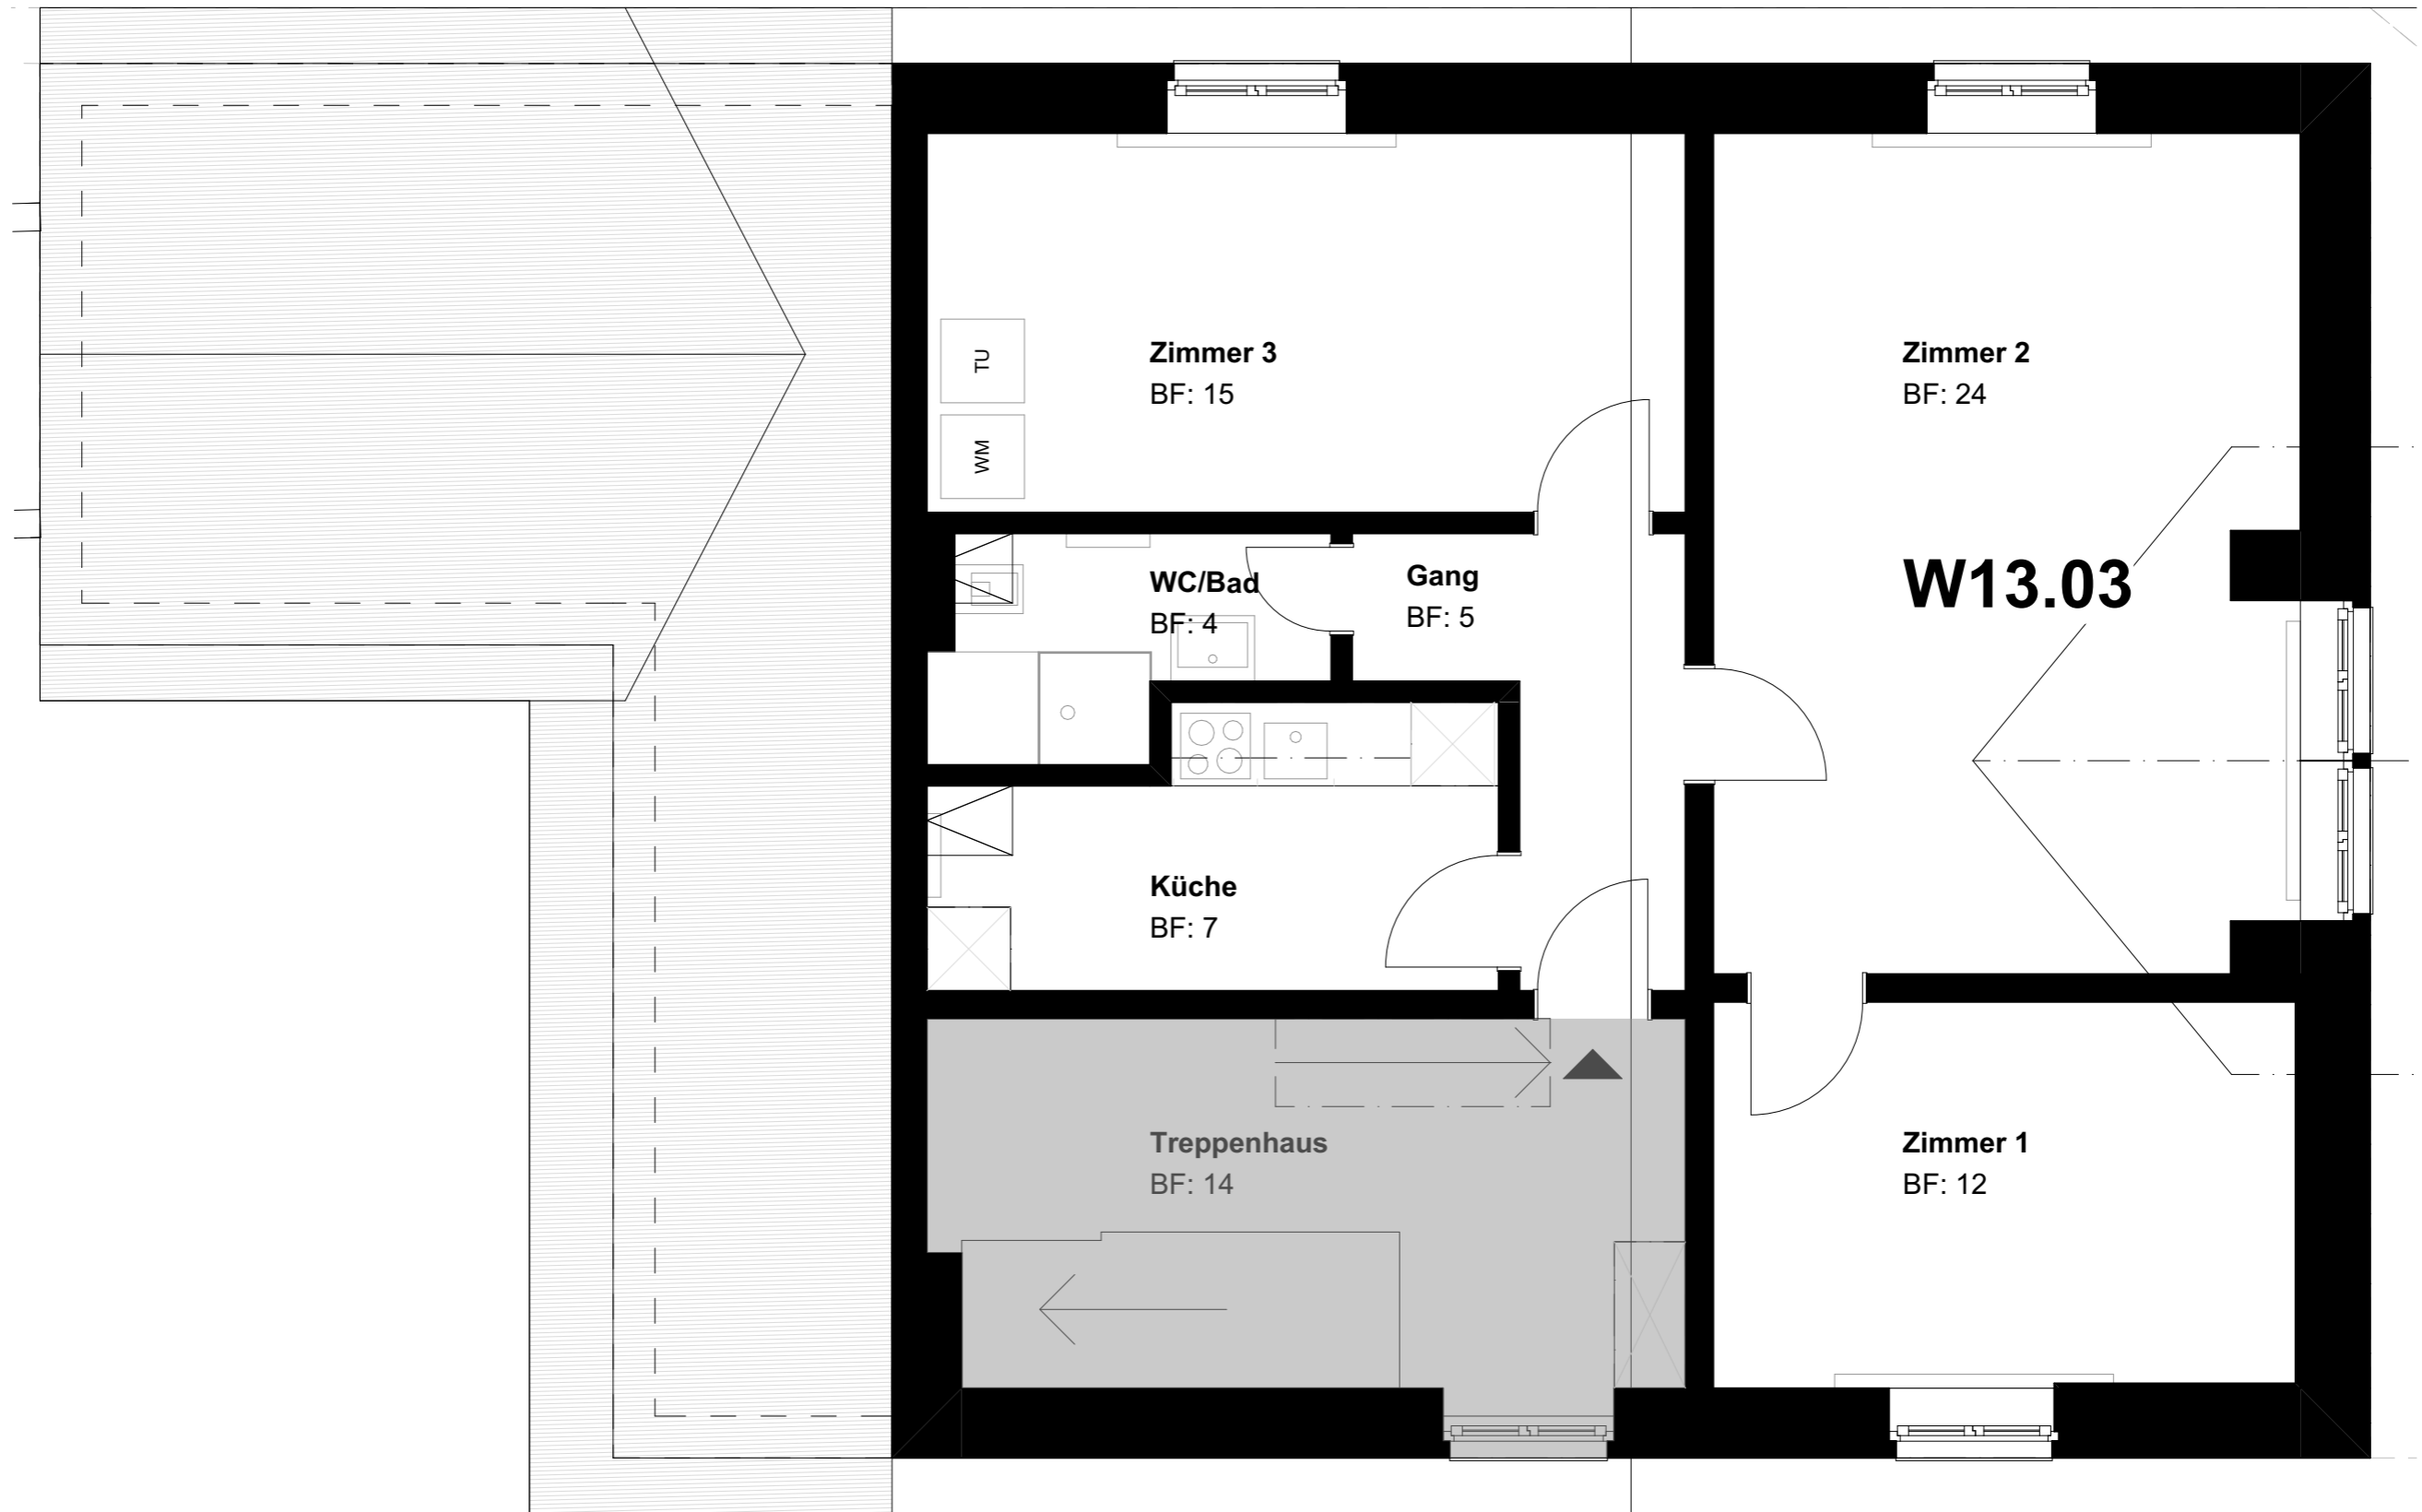 Zimmer 3
BF: 15
Zimmer 2
BF: 24
TU
WM
WC/Bad
BF: 4
Gang
BF: 5
W13.03
Küche
BF: 7
Treppenhaus
BF: 14
Zimmer 1
BF: 12